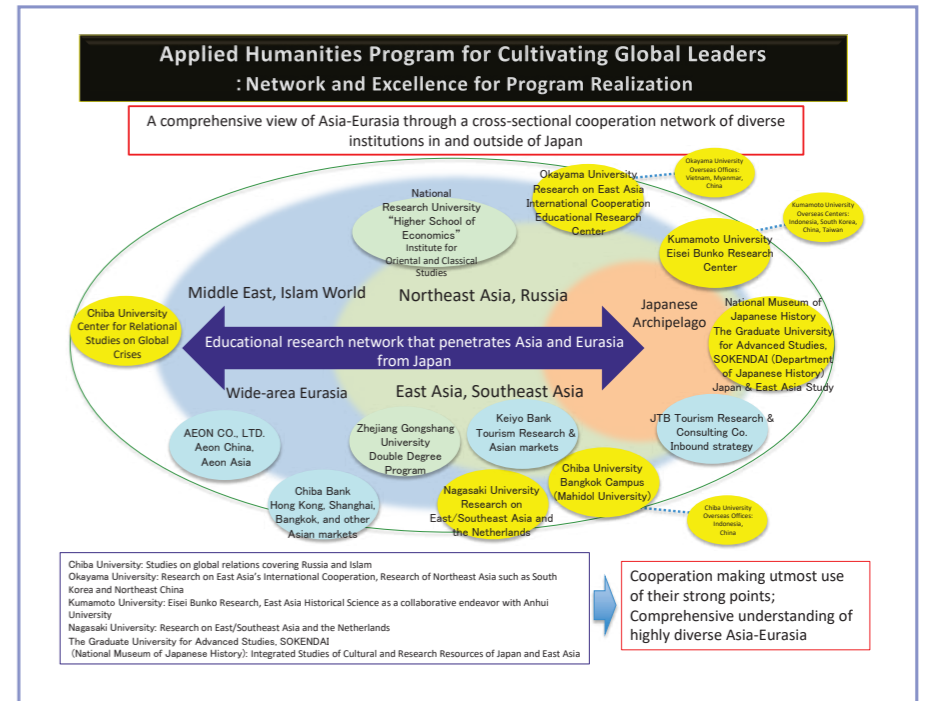 Applied Humanities Program for Cultivating Global Leaders
: Network and Excellence for Program Realization
A comprehensive view of Asia-Eurasia through a cross-sectional cooperation network of diverse
institutions in and outside of Japan
National
Research University
“Higher School of
Economics”
Institute for
Oriental and Classical
Studies
Okayama University
Research on East Asia
International Cooperation
Educational Research
Center
Okayama University
Overseas Offices:
Vietnam, Myanmar,
China
Kumamoto University
Overseas Centers:
Indonesia, South Korea,
China, Taiwan
Kumamoto University
Eisei Bunko Research
Center
Middle East, Islam World
Northeast Asia, Russia
Japanese
Archipelago
Chiba University
Center for Relational
Studies on Global
Crises
Educational research network that penetrates Asia and Eurasia
from Japan
National Museum of
Japanese History
The Graduate University
for Advanced Studies,
SOKENDAI (Department
of Japanese History)
Japan & East Asia Study
Wide-area Eurasia
East Asia, Southeast Asia
AEON CO., LTD.
Aeon China,
Aeon Asia
Zhejiang Gongshang
University
Double Degree
Program
Keiyo Bank
Tourism Research &
Asian markets
JTB Tourism Research &
Consulting Co.
Inbound strategy
Chiba Bank
Hong Kong, Shanghai,
Bangkok, and other
Asian markets
Nagasaki University
Research on
East/Southeast Asia and
the Netherlands
Chiba University
Bangkok Campus
(Mahidol University)
Chiba University
Overseas Offices:
Indonesia,
China
Chiba University: Studies on global relations covering Russia and Islam
Okayama University: Research on East Asia’s International Cooperation, Research of Northeast Asia such as South
Korea and Northeast China
Kumamoto University: Eisei Bunko Research, East Asia Historical Science as a collaborative endeavor with Anhui
University
Nagasaki University: Research on East/Southeast Asia and the Netherlands
The Graduate University for Advanced Studies, SOKENDAI
(National Museum of Japanese History): Integrated Studies of Cultural and Research Resources of Japan and East Asia
Cooperation making utmost use
of their strong points;
Comprehensive understanding of
highly diverse Asia-Eurasia